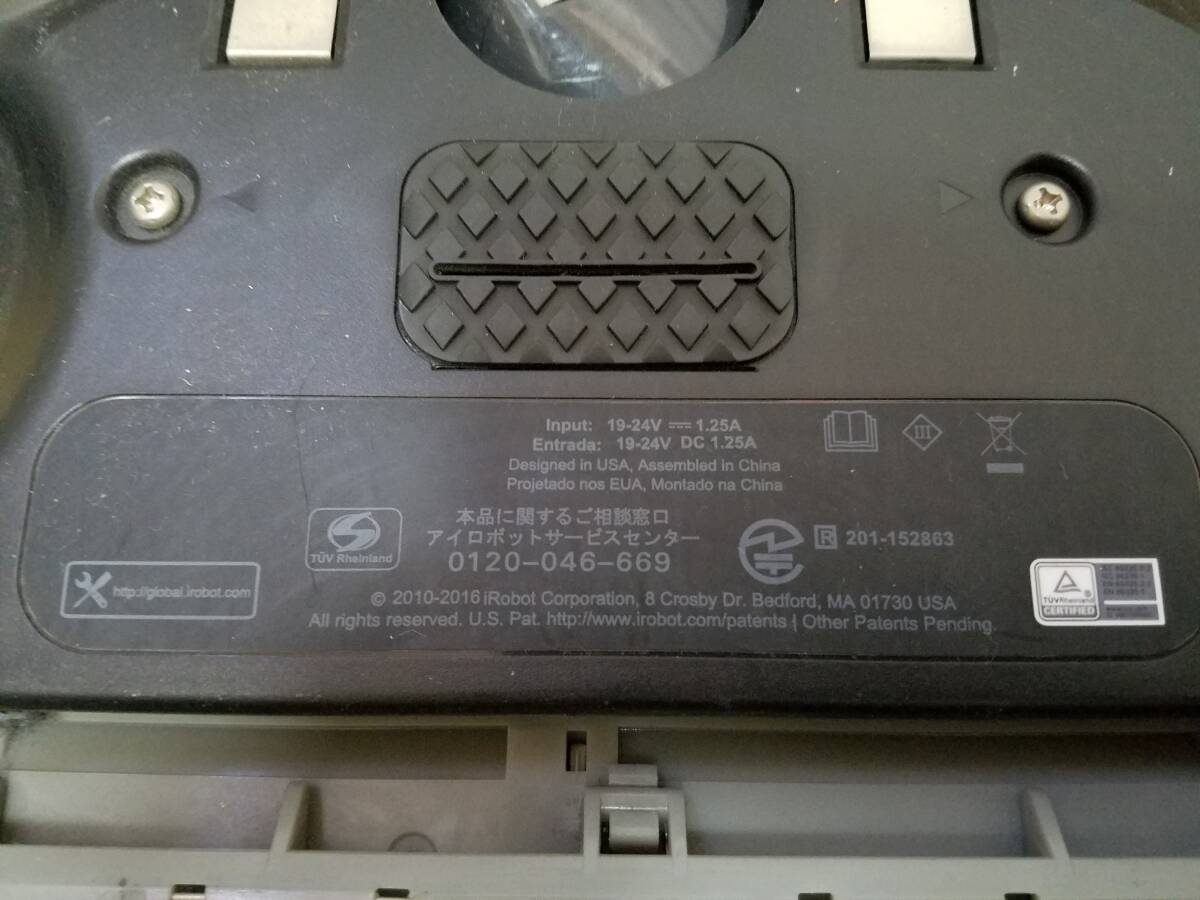 Input: 19-24V ⎓ 1.25A
Entrada: 19-24V DC 1.25A
Designed in USA, Assembled in China
Projetado nos EUA, Montado na China
III
本品に関するご相談窓口
アイロボットサービスセンター
0120-046-669
TÜV Rheinland
R 201-152863
http://global.irobot.com
© 2010-2016 iRobot Corporation, 8 Crosby Dr. Bedford, MA 01730 USA
All rights reserved. U.S. Pat. http://www.irobot.com/patents | Other Patents Pending.
TÜVRheinland ®
CERTIFIED